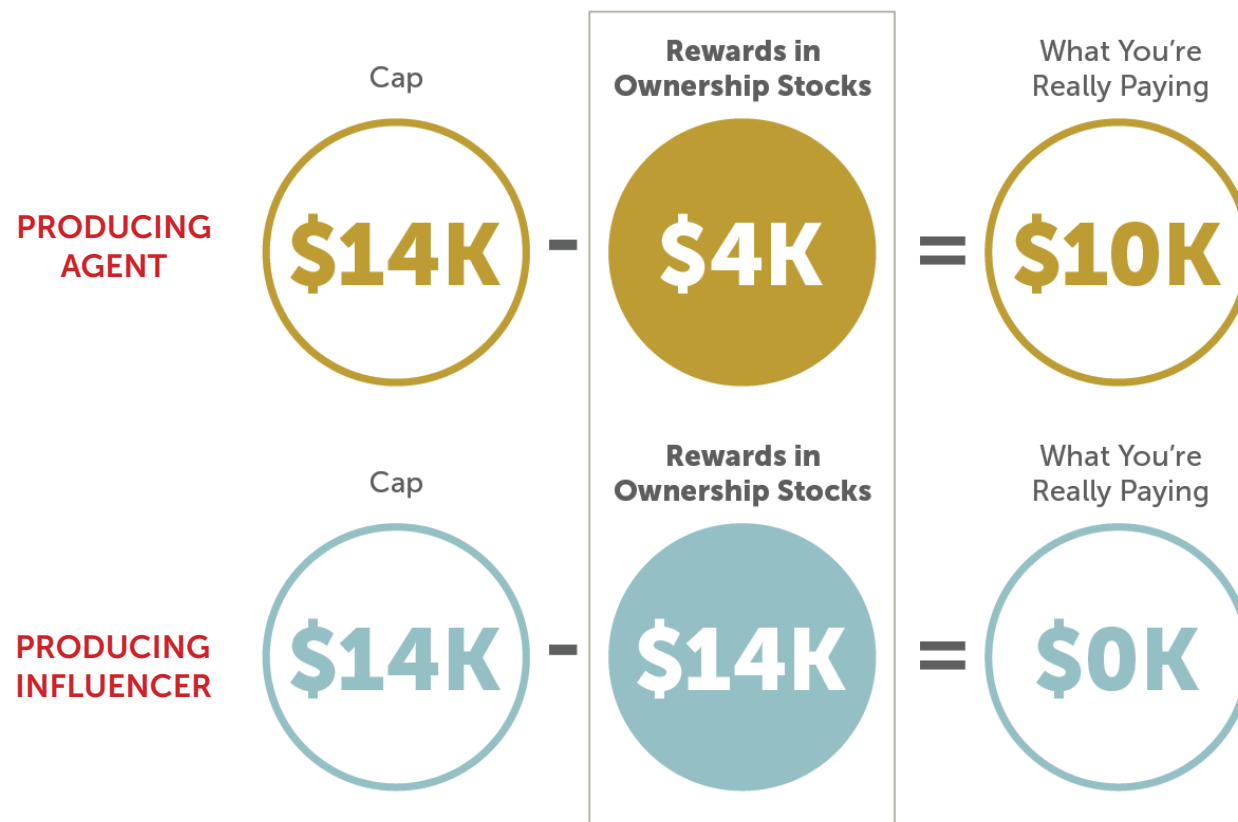 Cap
Rewards in
Ownership Stocks
What You’re
Really Paying
PRODUCING
AGENT
$14K
-
$4K
=
$10K
Cap
Rewards in
Ownership Stocks
What You’re
Really Paying
PRODUCING
INFLUENCER
$14K
-
$14K
=
$0K